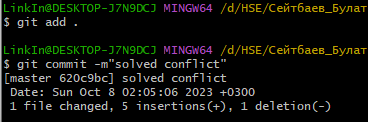 LinkIn@DESKTOP-J7N9DCJ MINGW64 /d/HSE/Сейтбаев_Булат
$ git add .
LinkIn@DESKTOP-J7N9DCJ MINGW64 /d/HSE/Сейтбаев_Булат
$ git commit -m"solved conflict"
[master 620c9bc] solved conflict
Date: Sun Oct 8 02:05:06 2023 +0300
1 file changed, 5 insertions(+), 1 deletion(-)